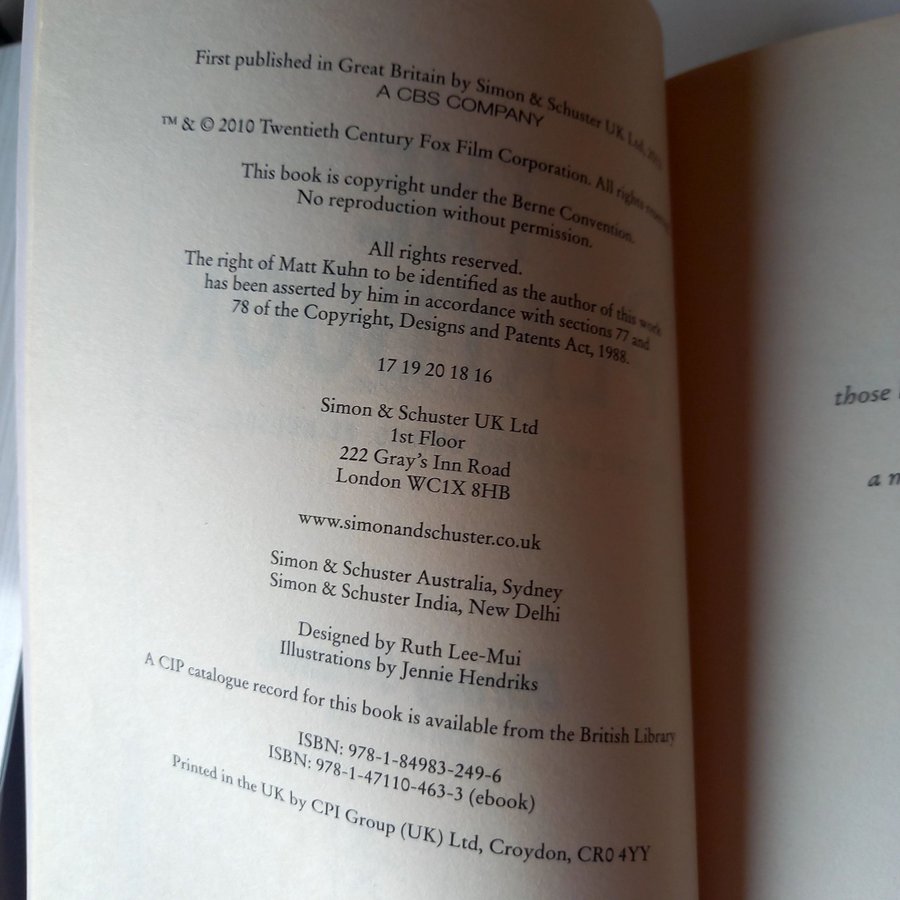 First published in Great Britain by Simon & Schuster UK Ltd,
A CBS COMPANY
™ & © 2010 Twentieth Century Fox Film Corporation. All rights
This book is copyright under the Berne Convention.
No reproduction without permission.
All rights reserved.
The right of Matt Kuhn to be identified as the author of this work
has been asserted by him in accordance with sections 77 and
78 of the Copyright, Designs and Patents Act, 1988.
17 19 20 18 16
Simon & Schuster UK Ltd
1st Floor
222 Gray's Inn Road
London WC1X 8HB
www.simonandschuster.co.uk
Simon & Schuster Australia, Sydney
Simon & Schuster India, New Delhi
Designed by Ruth Lee-Mui
Illustrations by Jennie Hendriks
A CIP catalogue record for this book is available from the British Library
ISBN: 978-1-84983-249-6
ISBN: 978-1-47110-463-3 (ebook)
Printed in the UK by CPI Group (UK) Ltd, Croydon, CR0 4YY
those
a